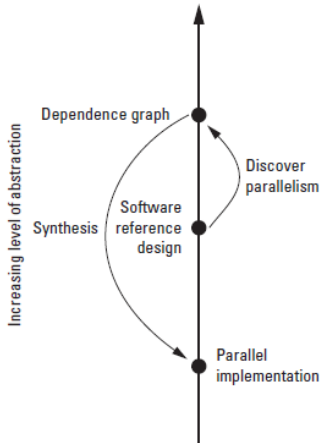 Dependence graph
Discover
parallelism
Software
reference
design
Synthesis
Increasing level of abstraction
Parallel
implementation